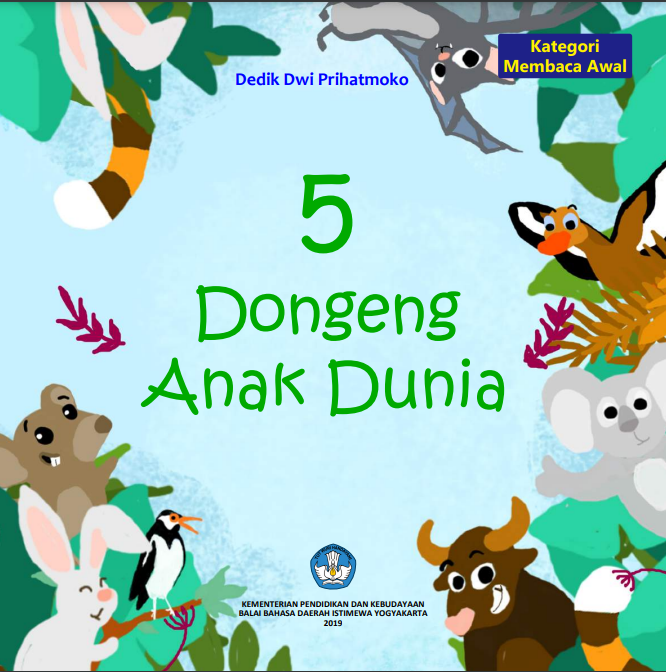 Kategori
Membaca Awal
Dedik Dwi Prihatmoko
5
Dongeng
Anak Dunia
KEMENTERIAN PENDIDIKAN DAN KEBUDAYAAN
BALAI BAHASA DAERAH ISTIMEWA YOGYAKARTA
2019